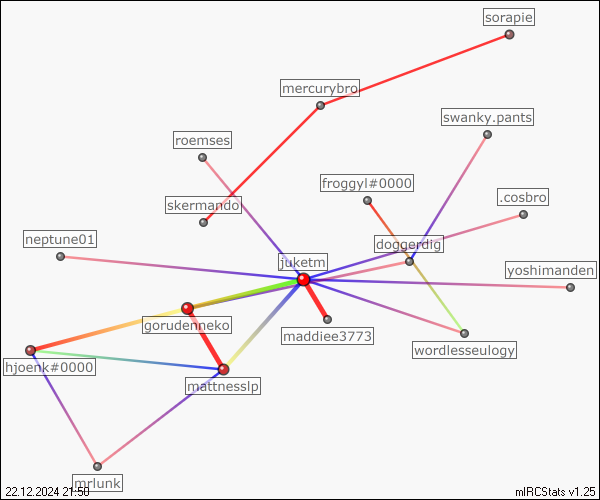 sorapie
mercurybro
swanky.pants
roemses
froggyl#0000
.cosbro
skermando
neptune01
doggerdig
juketm
yoshimanden
gorudenneko
maddiee3773
wordlesseulogy
hjoenk#0000
mattnesslp
mrlunk
22.12.2024 21:50
mIRCStats v1.25